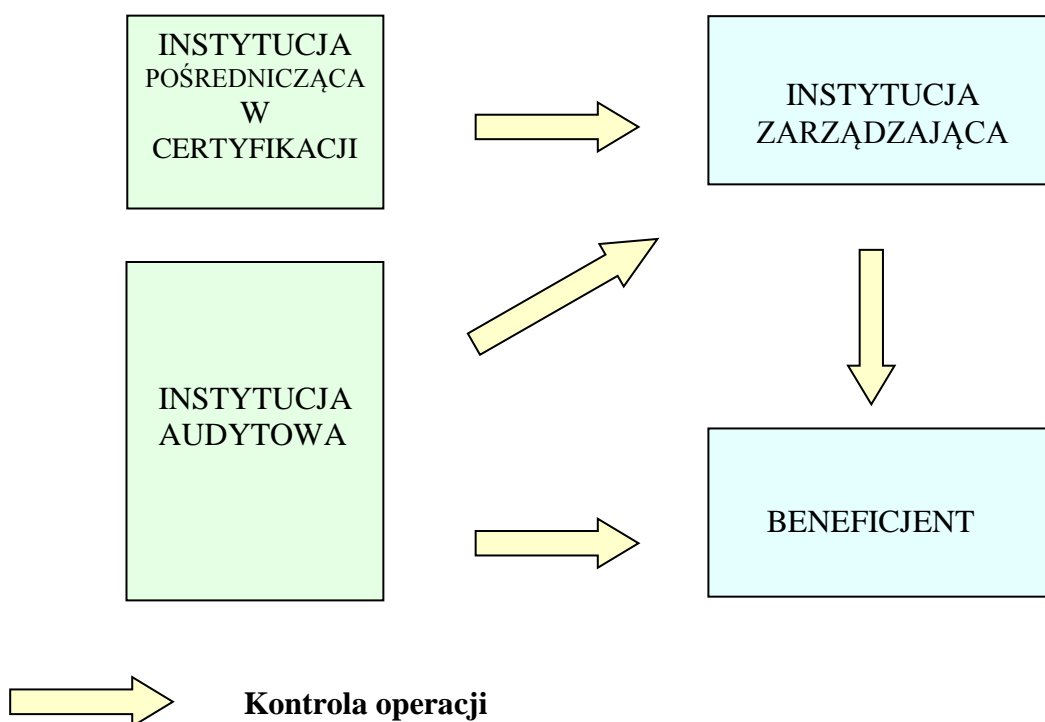 INSTYTUCJA
POŚREDNICZĄCA
W
CERTYFIKACJI
INSTYTUCJA
ZARZĄDZAJĄCA
INSTYTUCJA
AUDYTOWA
BENEFICJENT
Kontrola operacji